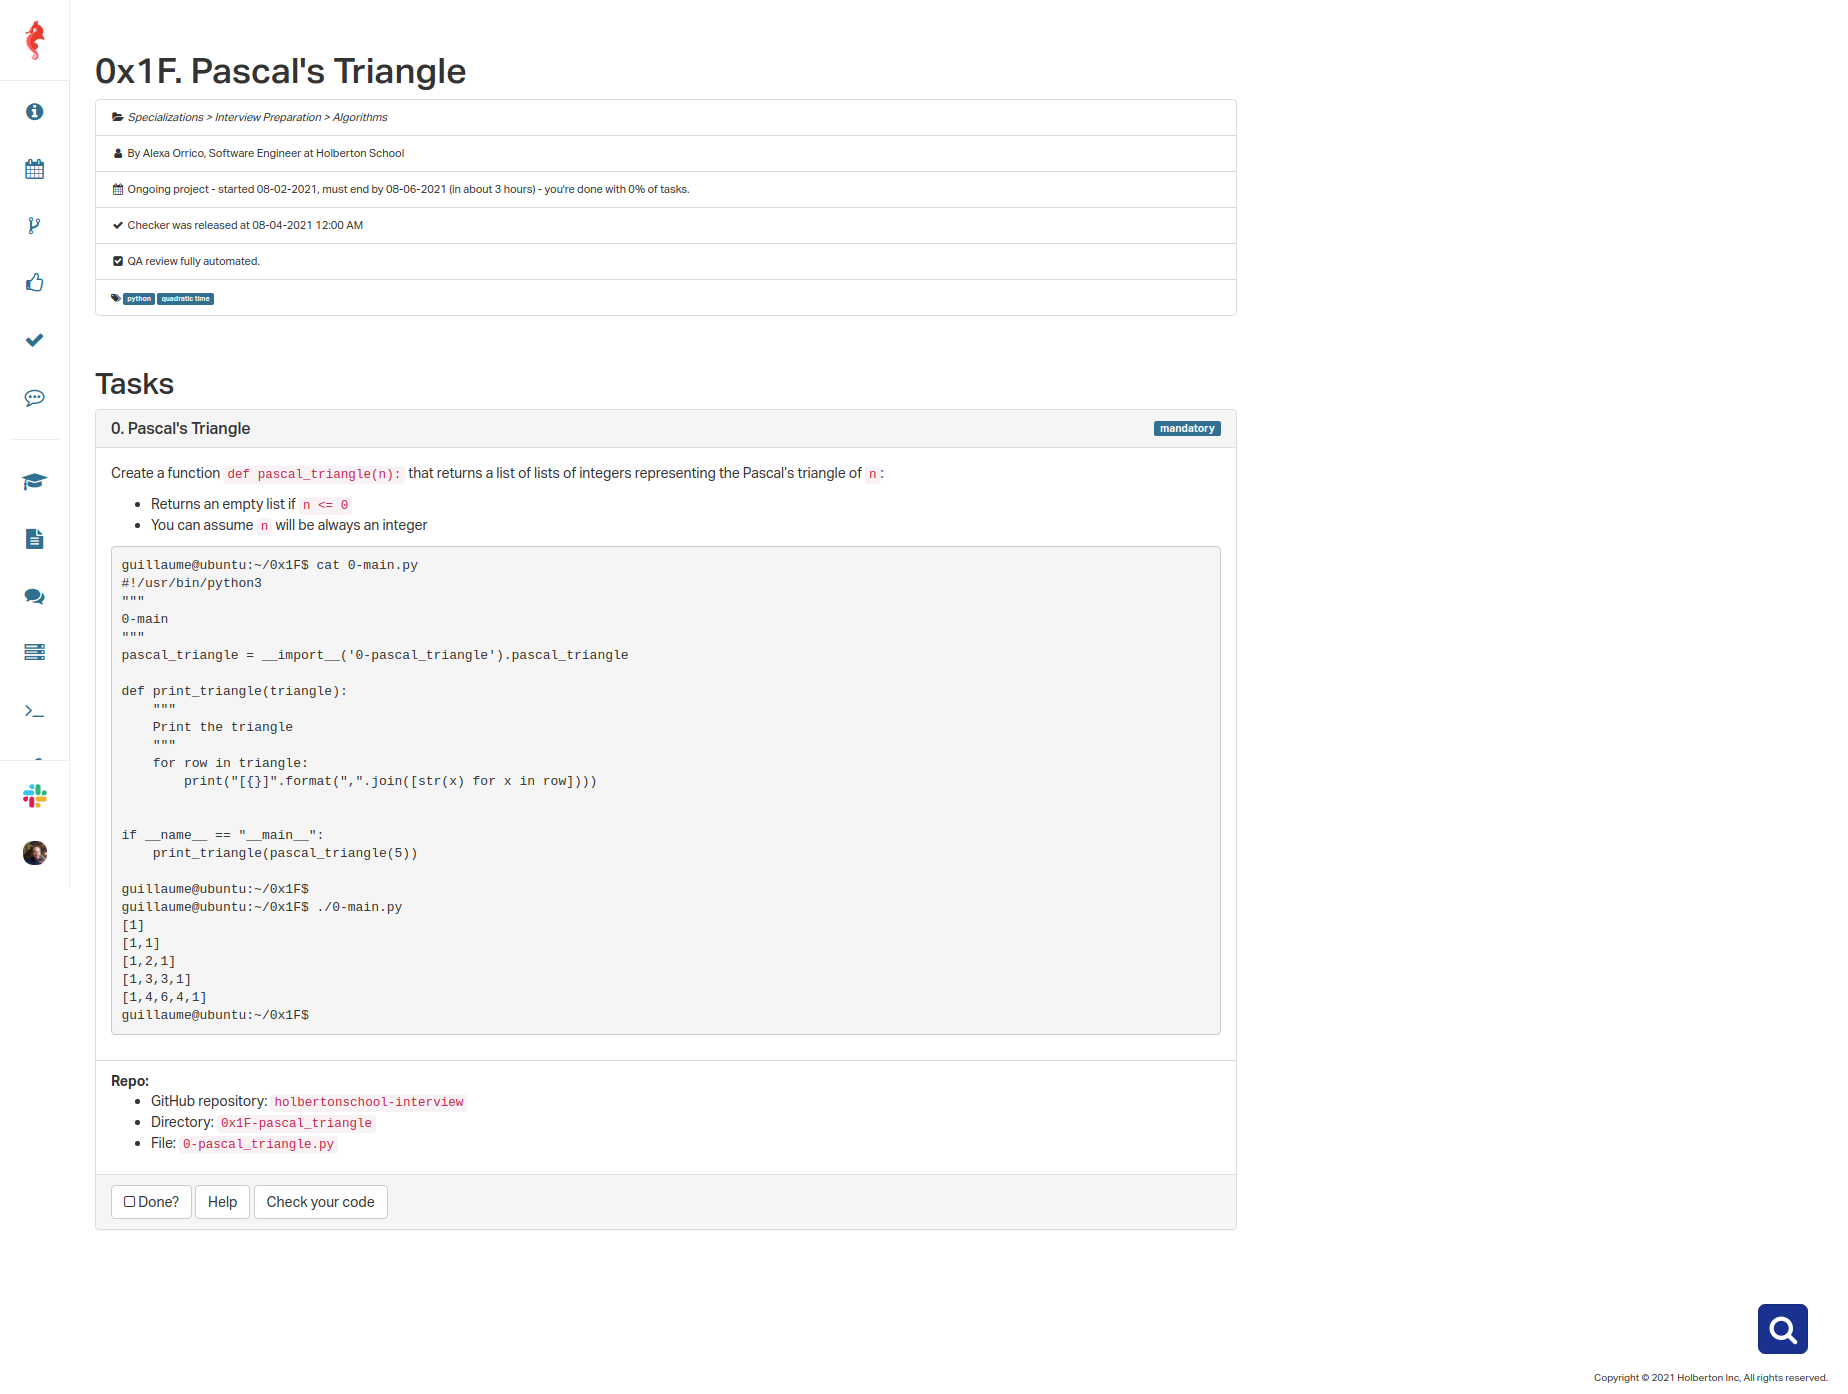 0x1F. Pascal's Triangle
Specializations > Interview Preparation > Algorithms
By Alexa Orrico, Software Engineer at Holberton School
Ongoing project - started 08-02-2021, must end by 08-06-2021 (in about 3 hours) - you're done with 0% of tasks.
Checker was released at 08-04-2021 12:00 AM
QA review fully automated.
python quadratic time
Tasks
0. Pascal's Triangle mandatory
Create a function def pascal_triangle(n): that returns a list of lists of integers representing the Pascal's triangle of n:
• Returns an empty list if n <= 0
• You can assume n will be always an integer
guillaume@ubuntu:~/0x1F$ cat 0-main.py
#!/usr/bin/python3
"""
0-main
"""
pascal_triangle = __import__('0-pascal_triangle').pascal_triangle
def print_triangle(triangle):
    """
    Print the triangle
    """
    for row in triangle:
        print("[{}]".format(",".join([str(x) for x in row])))
if __name__ == "__main__":
    print_triangle(pascal_triangle(5))
guillaume@ubuntu:~/0x1F$
guillaume@ubuntu:~/0x1F$ ./0-main.py
[1]
[1,1]
[1,2,1]
[1,3,3,1]
[1,4,6,4,1]
guillaume@ubuntu:~/0x1F$
Repo:
• GitHub repository: holbertonschool-interview
• Directory: 0x1F-pascal_triangle
• File: 0-pascal_triangle.py
Done? Help Check your code
Copyright © 2021 Holberton Inc, All rights reserved.